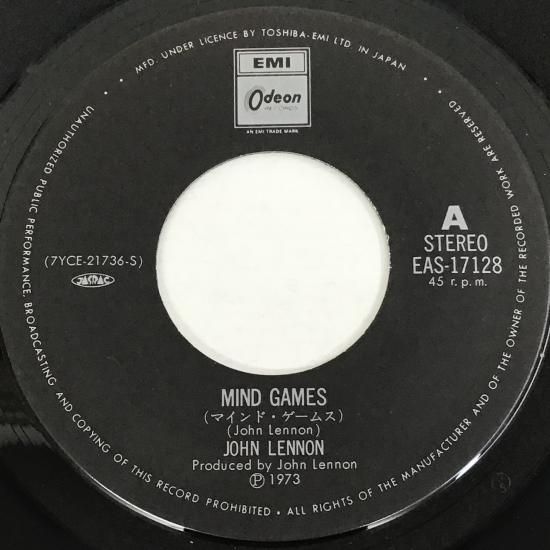 • MFD. UNDER LICENCE BY TOSHIBA-EMI LTD. IN JAPAN •
EMI
Odeon
AN EMI TRADE MARK
A
STEREO
EAS-17128
45 r.p.m.
(7YCE-21736-S)
JASRAC
MIND GAMES
(マインド・ゲームス)
(John Lennon)
JOHN LENNON
Produced by John Lennon
Ⓟ 1973
UNAUTHORIZED PUBLIC PERFORMANCE, BROADCASTING AND COPYING OF THIS RECORD PROHIBITED • ALL RIGHTS OF THE MANUFACTURER AND OF THE OWNER OF THE RECORDED WORK ARE RESERVED